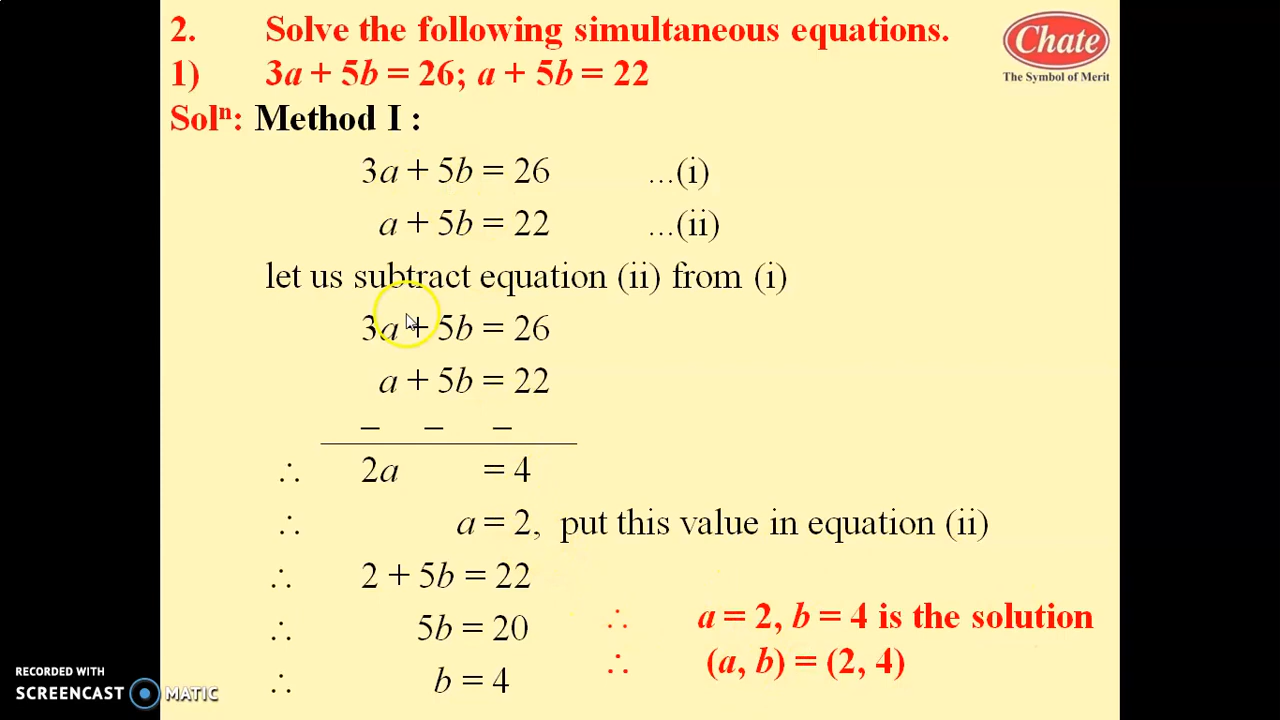 2. Solve the following simultaneous equations.
Chate
The Symbol of Merit
1) 3a + 5b = 26; a + 5b = 22
Solⁿ: Method I :
3a + 5b = 26 ...(i)
a + 5b = 22 ...(ii)
let us subtract equation (ii) from (i)
3a + 5b = 26
a + 5b = 22
– – –
∴ 2a = 4
∴ a = 2, put this value in equation (ii)
∴ 2 + 5b = 22
∴ 5b = 20
∴ b = 4
∴ a = 2, b = 4 is the solution
∴ (a, b) = (2, 4)
RECORDED WITH
SCREENCAST MATIC